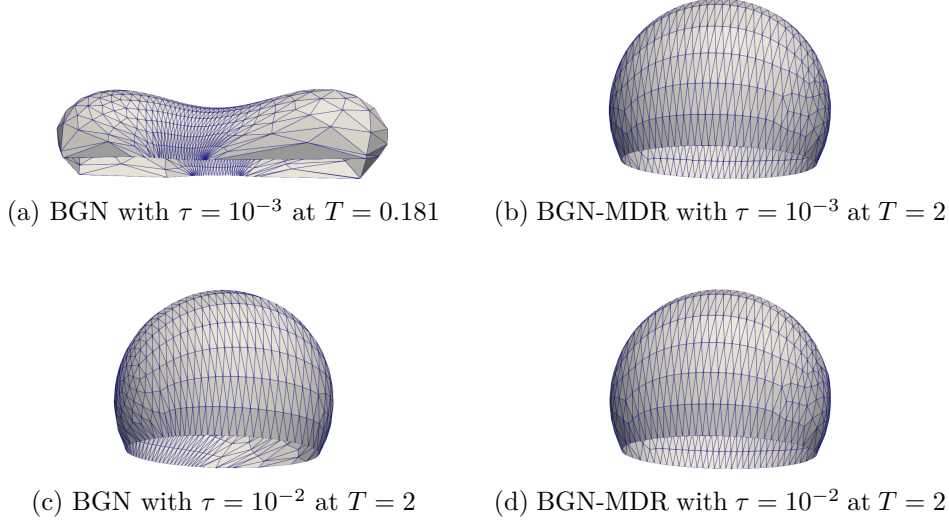 (a) BGN with τ = 10⁻³ at T = 0.181
(b) BGN-MDR with τ = 10⁻³ at T = 2
(c) BGN with τ = 10⁻² at T = 2
(d) BGN-MDR with τ = 10⁻² at T = 2